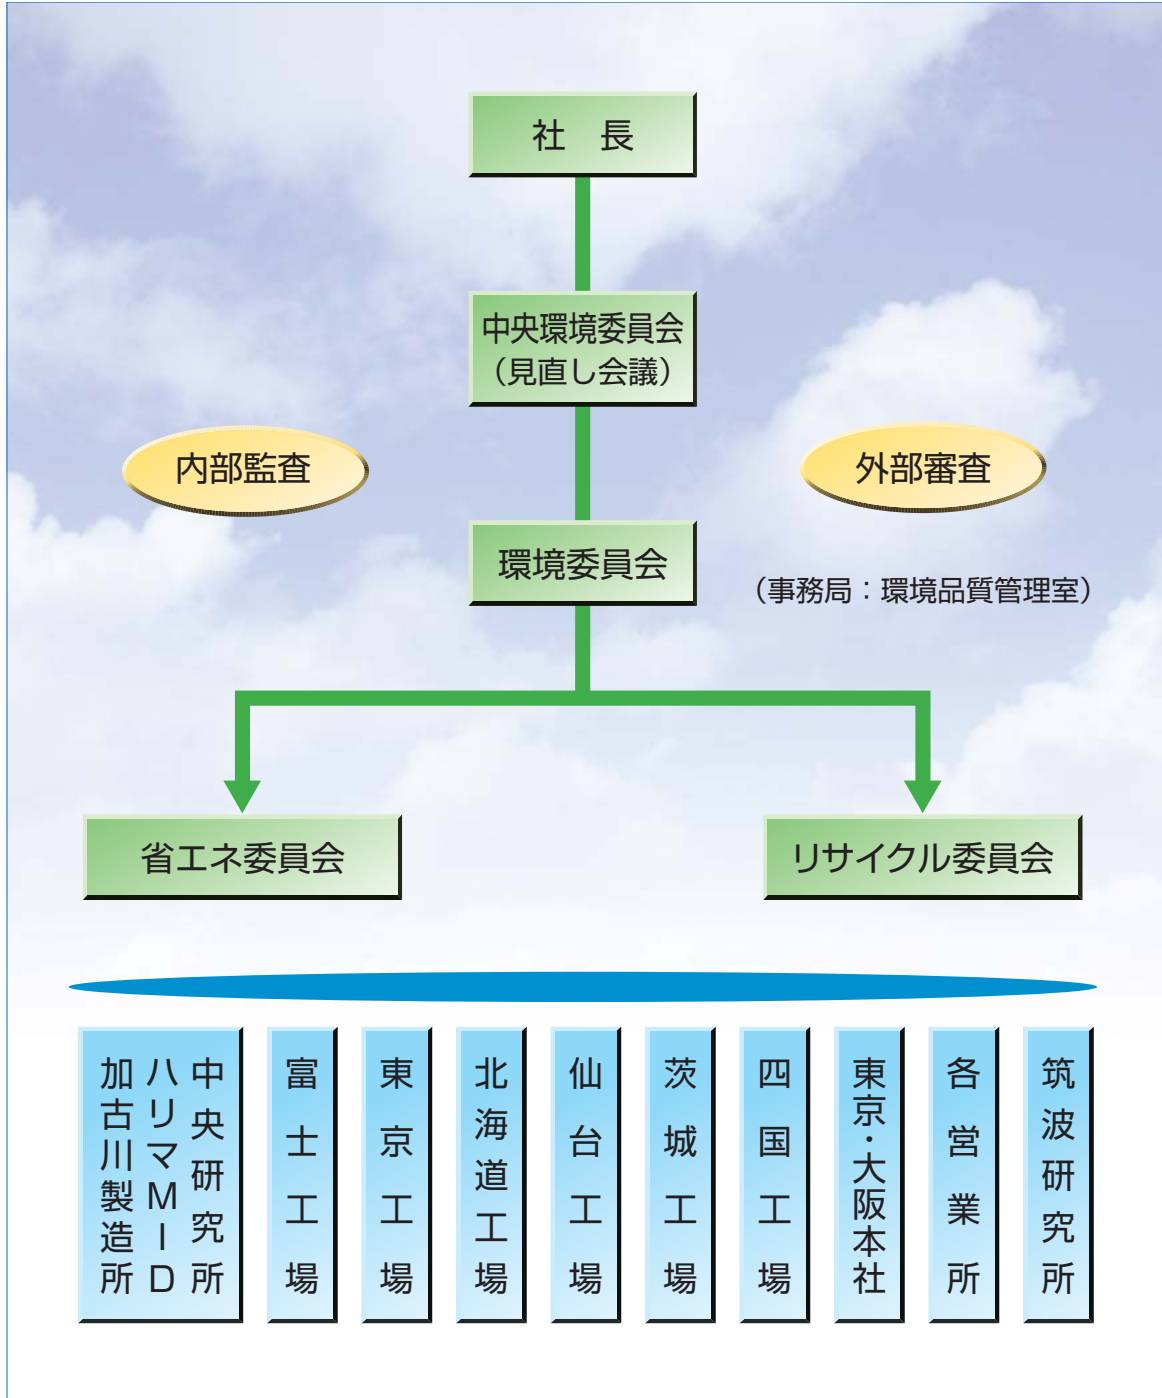 社 長
中央環境委員会
（見直し会議）
内部監査
外部審査
環境委員会
（事務局：環境品質管理室）
省エネ委員会
リサイクル委員会
中央研究所
ハリマMID
加古川製造所
富士工場
東京工場
北海道工場
仙台工場
茨城工場
四国工場
東京・大阪本社
各営業所
筑波研究所